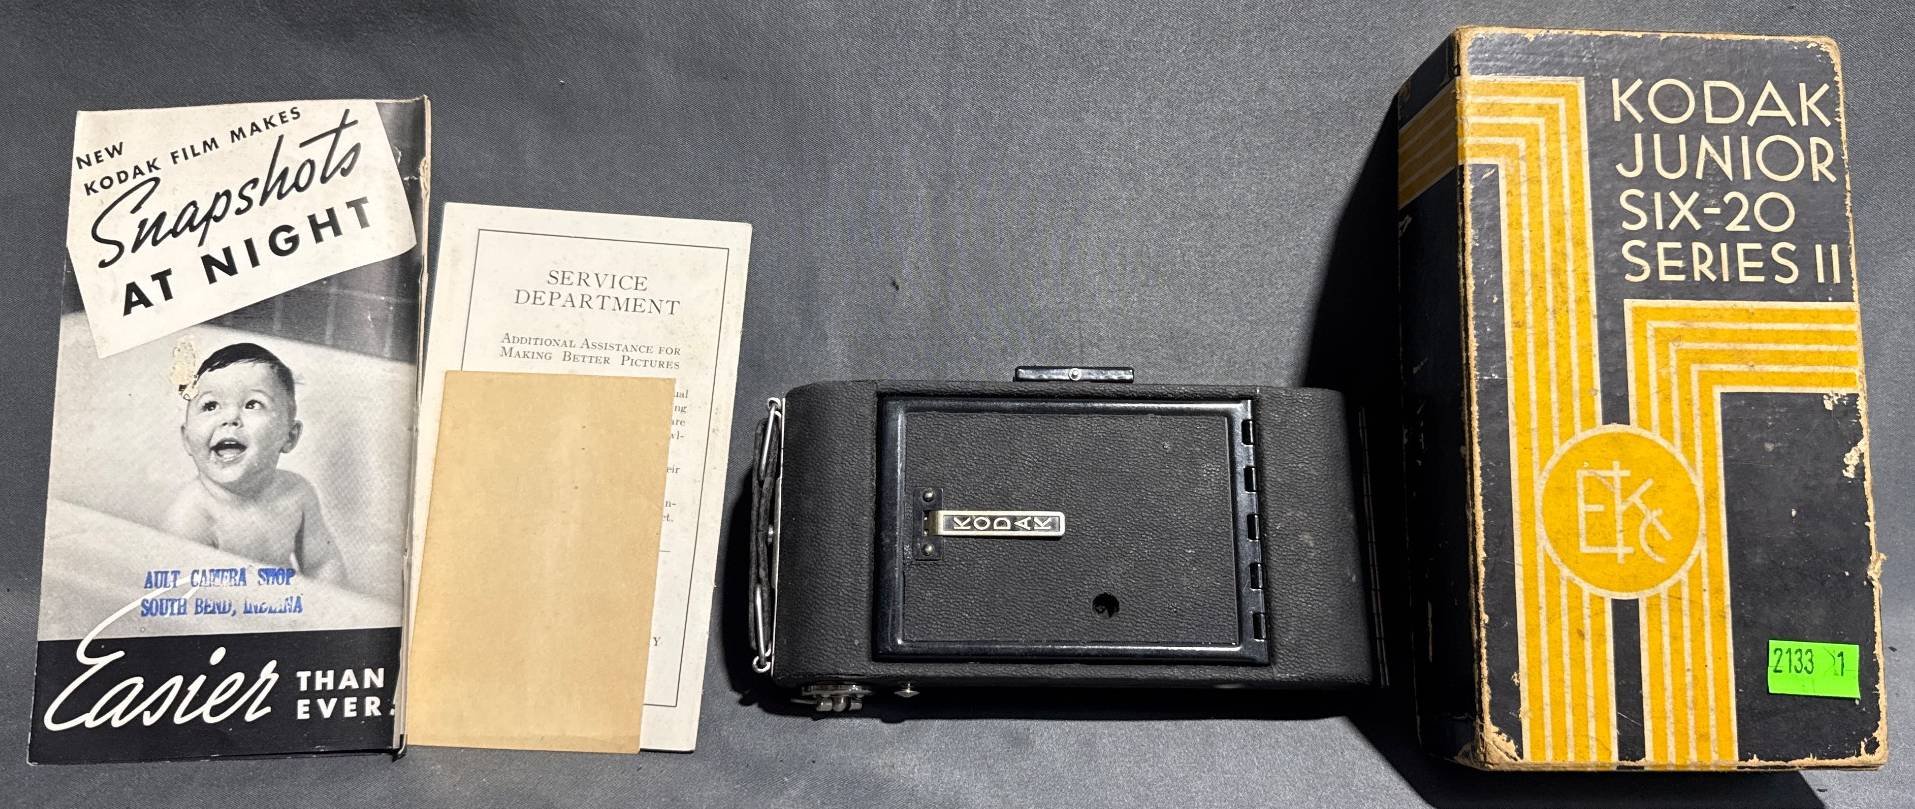 NEW
KODAK FILM MAKES
Snapshots
AT NIGHT
AULT CAMERA SHOP
SOUTH BEND, INDIANA
Easier THAN
EVER.
SERVICE
DEPARTMENT
ADDITIONAL ASSISTANCE FOR
MAKING BETTER PICTURES
KODAK
KODAK
JUNIOR
SIX-20
SERIES II
EKC
2133 1